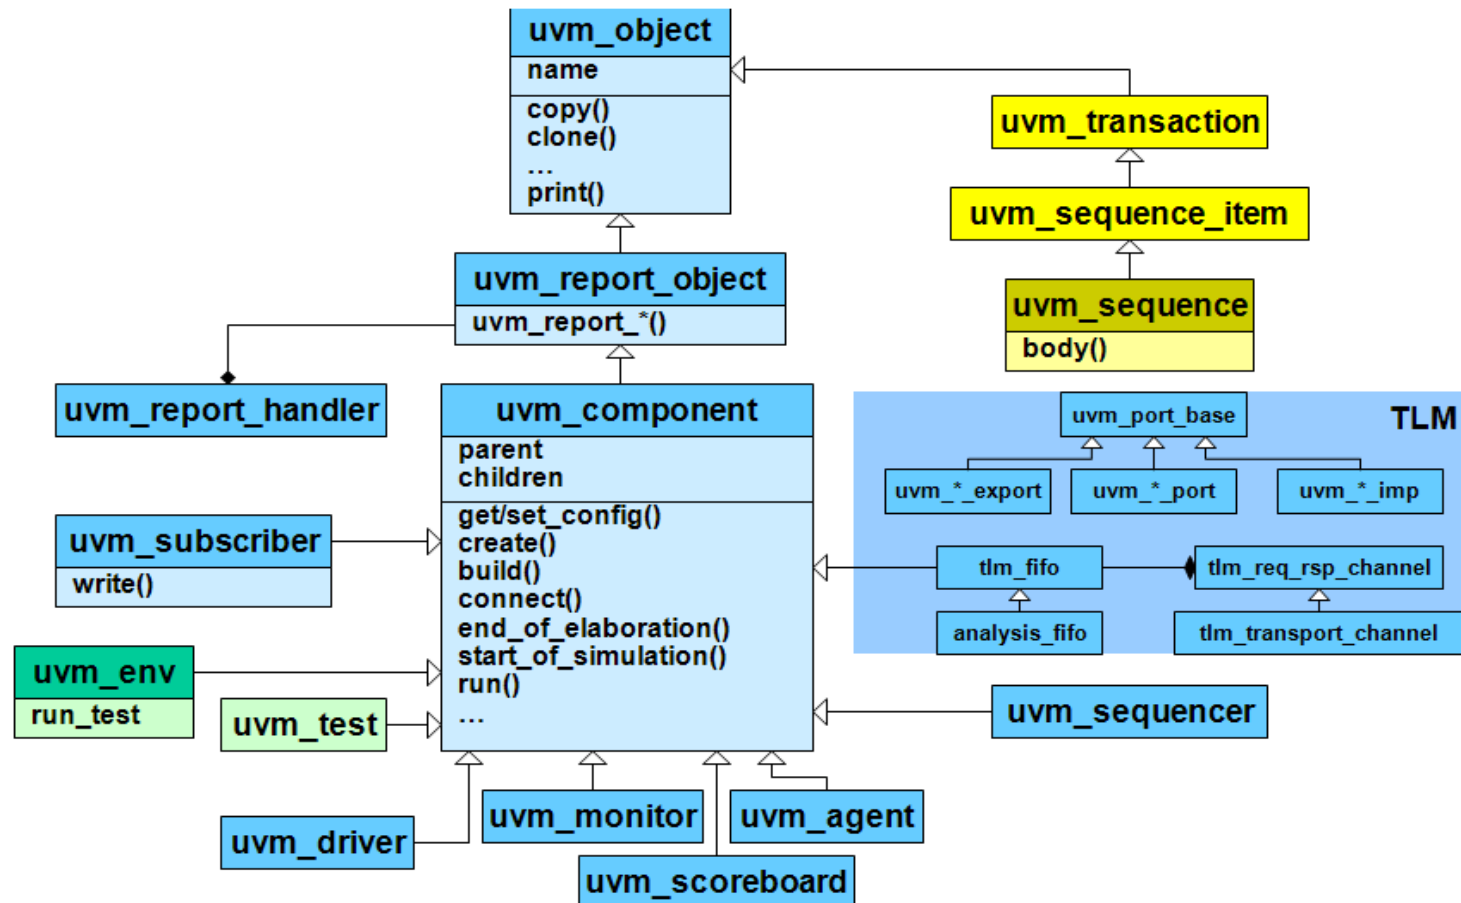 uvm_object
name
copy()
clone()
...
print()
uvm_transaction
uvm_sequence_item
uvm_sequence
body()
uvm_report_object
uvm_report_*()
uvm_report_handler
uvm_component
parent
children
get/set_config()
create()
build()
connect()
end_of_elaboration()
start_of_simulation()
run()
...
uvm_subscriber
write()
uvm_env
run_test
uvm_test
TLM
uvm_port_base
uvm_*_export
uvm_*_port
uvm_*_imp
tlm_fifo
tlm_req_rsp_channel
analysis_fifo
tlm_transport_channel
uvm_sequencer
uvm_driver
uvm_monitor
uvm_agent
uvm_scoreboard